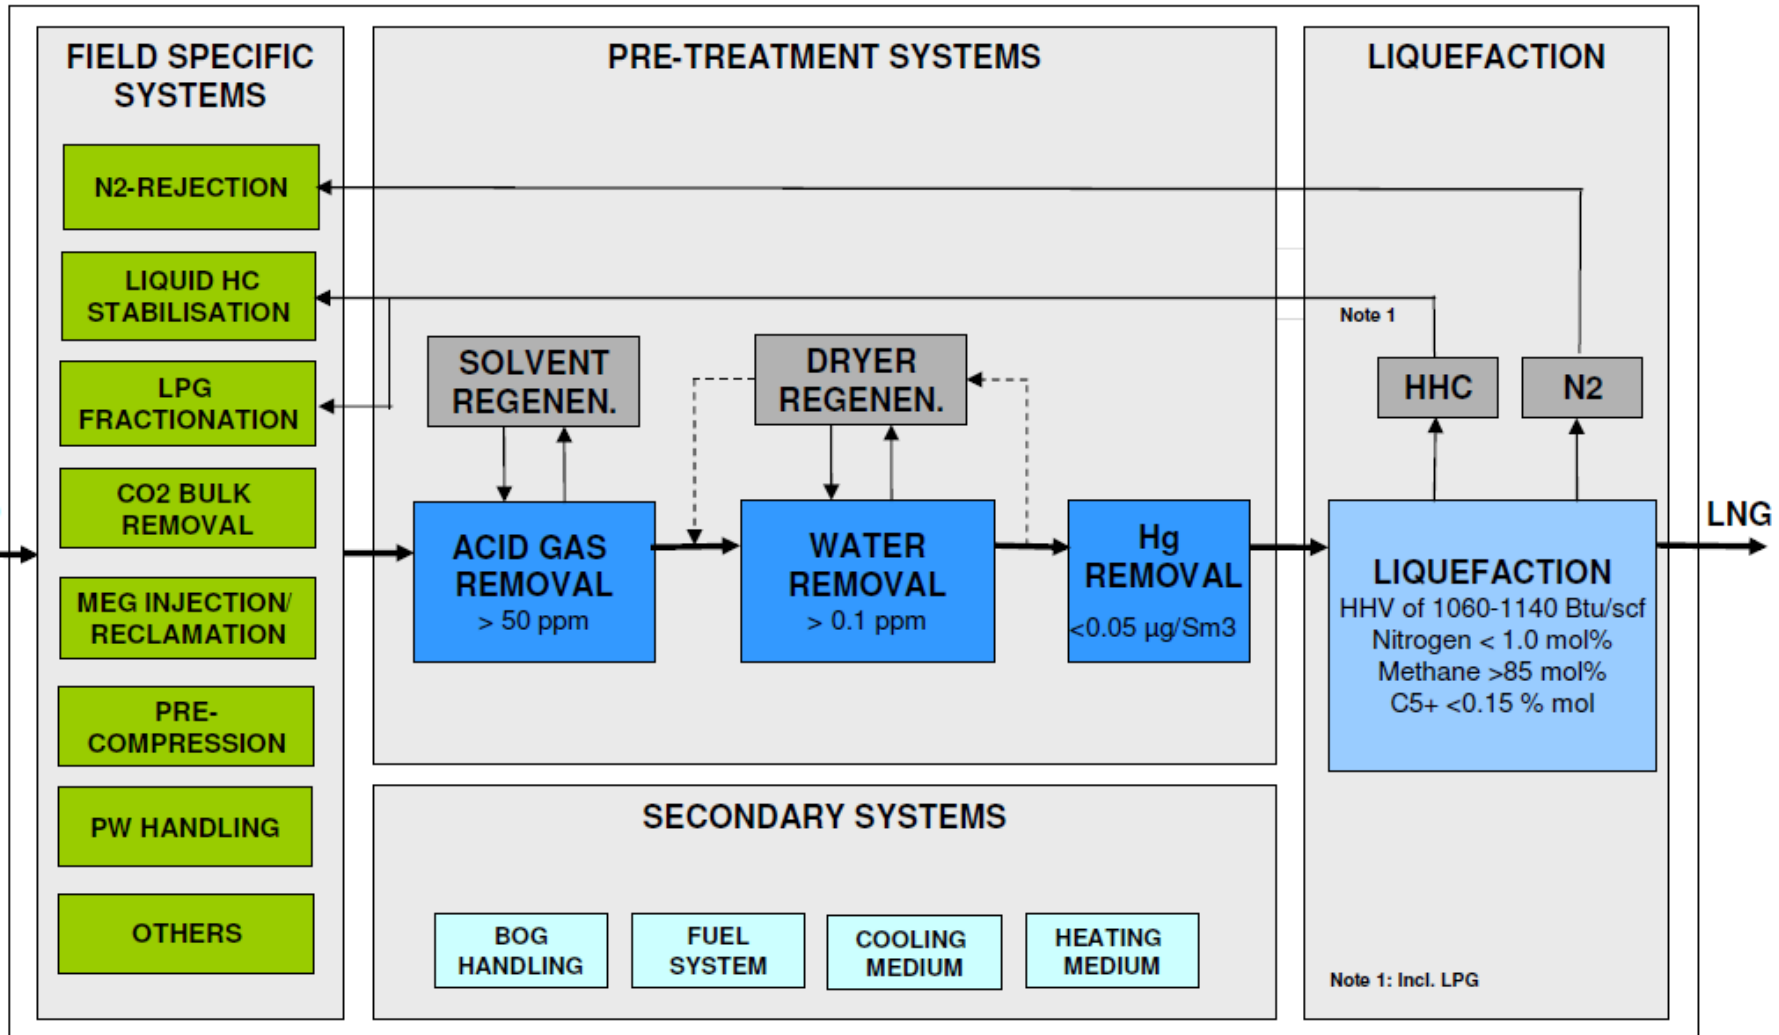 FIELD SPECIFIC
SYSTEMS
N2-REJECTION
LIQUID HC
STABILISATION
LPG
FRACTIONATION
CO2 BULK
REMOVAL
MEG INJECTION/
RECLAMATION
PRE-
COMPRESSION
PW HANDLING
OTHERS
PRE-TREATMENT SYSTEMS
SOLVENT
REGENEN.
DRYER
REGENEN.
ACID GAS
REMOVAL
> 50 ppm
WATER
REMOVAL
> 0.1 ppm
Hg
REMOVAL
<0.05 µg/Sm3
SECONDARY SYSTEMS
BOG
HANDLING
FUEL
SYSTEM
COOLING
MEDIUM
HEATING
MEDIUM
LIQUEFACTION
Note 1
HHC
N2
LIQUEFACTION
HHV of 1060-1140 Btu/scf
Nitrogen < 1.0 mol%
Methane >85 mol%
C5+ <0.15 % mol
Note 1: Incl. LPG
LNG